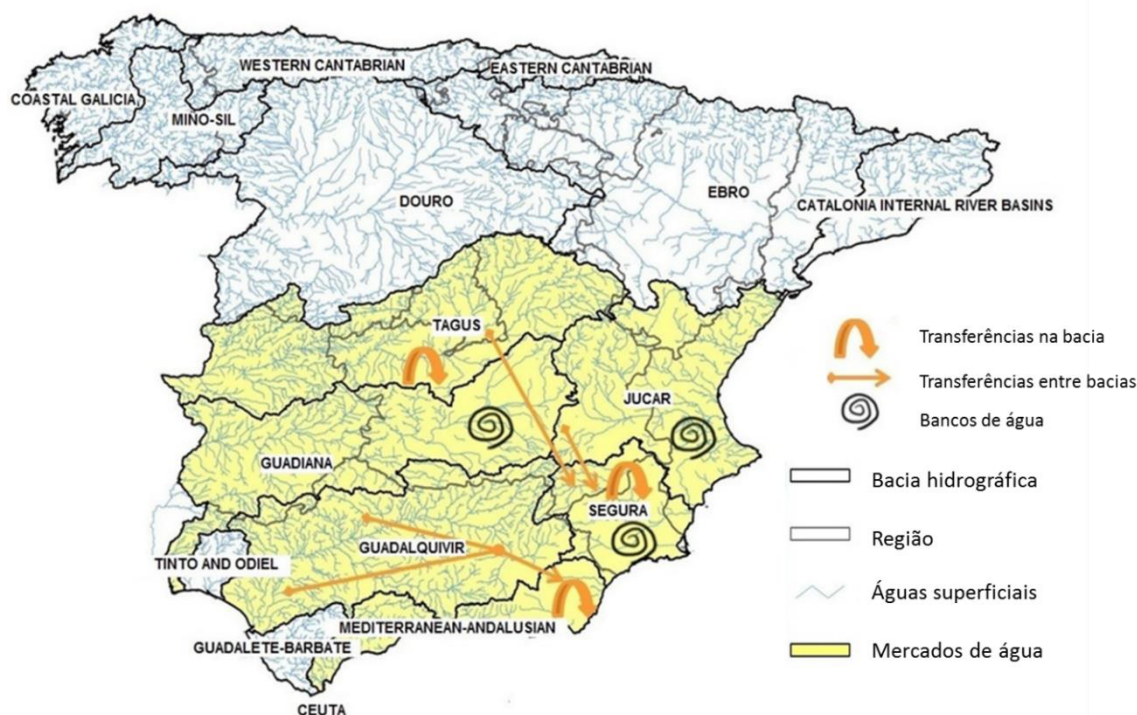 WESTERN CANTABRIAN
EASTERN CANTABRIAN
COASTAL GALICIA
MINO-SIL
DOURO
EBRO
CATALONIA INTERNAL RIVER BASINS
TAGUS
JUCAR
GUADIANA
SEGURA
GUADALQUIVIR
TINTO AND ODIEL
MEDITERRANEAN-ANDALUSIAN
GUADALETE-BARBATE
CEUTA
Transferências na bacia
Transferências entre bacias
Bancos de água
Bacia hidrográfica
Região
Águas superficiais
Mercados de água